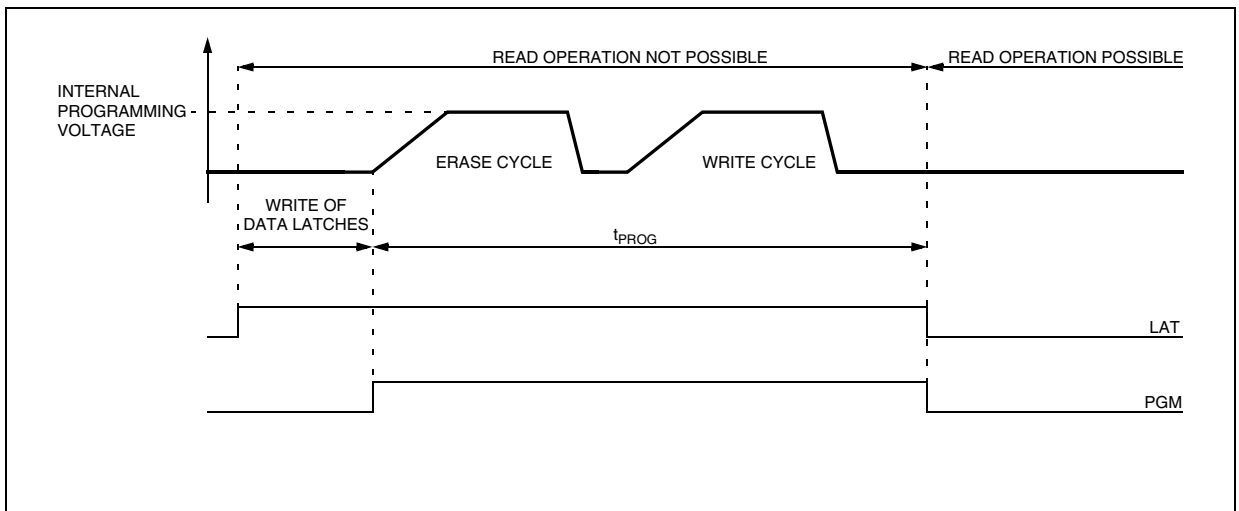 READ OPERATION NOT POSSIBLE
READ OPERATION POSSIBLE
INTERNAL
PROGRAMMING
VOLTAGE
ERASE CYCLE
WRITE CYCLE
WRITE OF
DATA LATCHES
tPROG
LAT
PGM